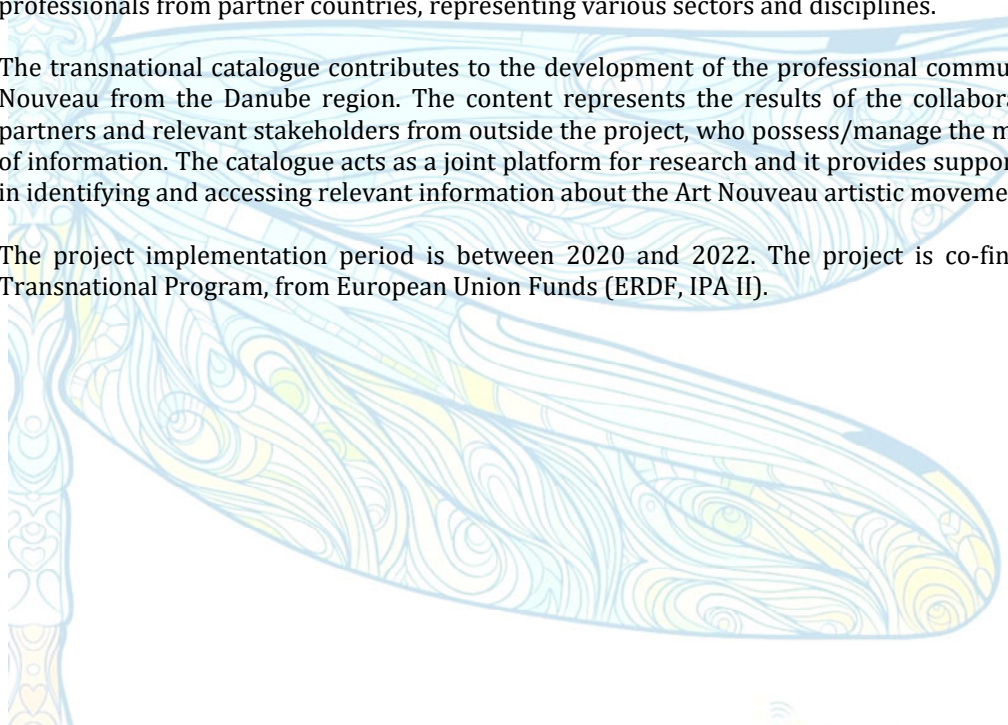 professionals from partner countries, representing various sectors and disciplines.
The transnational catalogue contributes to the development of the professional commu
Nouveau from the Danube region. The content represents the results of the collabora
partners and relevant stakeholders from outside the project, who possess/manage the m
of information. The catalogue acts as a joint platform for research and it provides suppor
in identifying and accessing relevant information about the Art Nouveau artistic moveme
The project implementation period is between 2020 and 2022. The project is co-fin
Transnational Program, from European Union Funds (ERDF, IPA II).